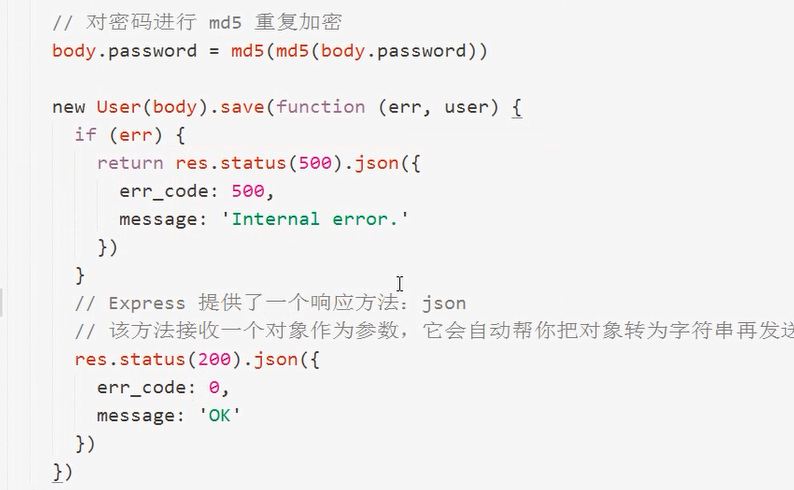 // 对密码进行 md5 重复加密
body.password = md5(md5(body.password))
new User(body).save(function (err, user) {
if (err) {
return res.status(500).json({
err_code: 500,
message: 'Internal error.'
})
}
// Express 提供了一个响应方法：json
// 该方法接收一个对象作为参数，它会自动帮你把对象转为字符串再发送
res.status(200).json({
err_code: 0,
message: 'OK'
})
})